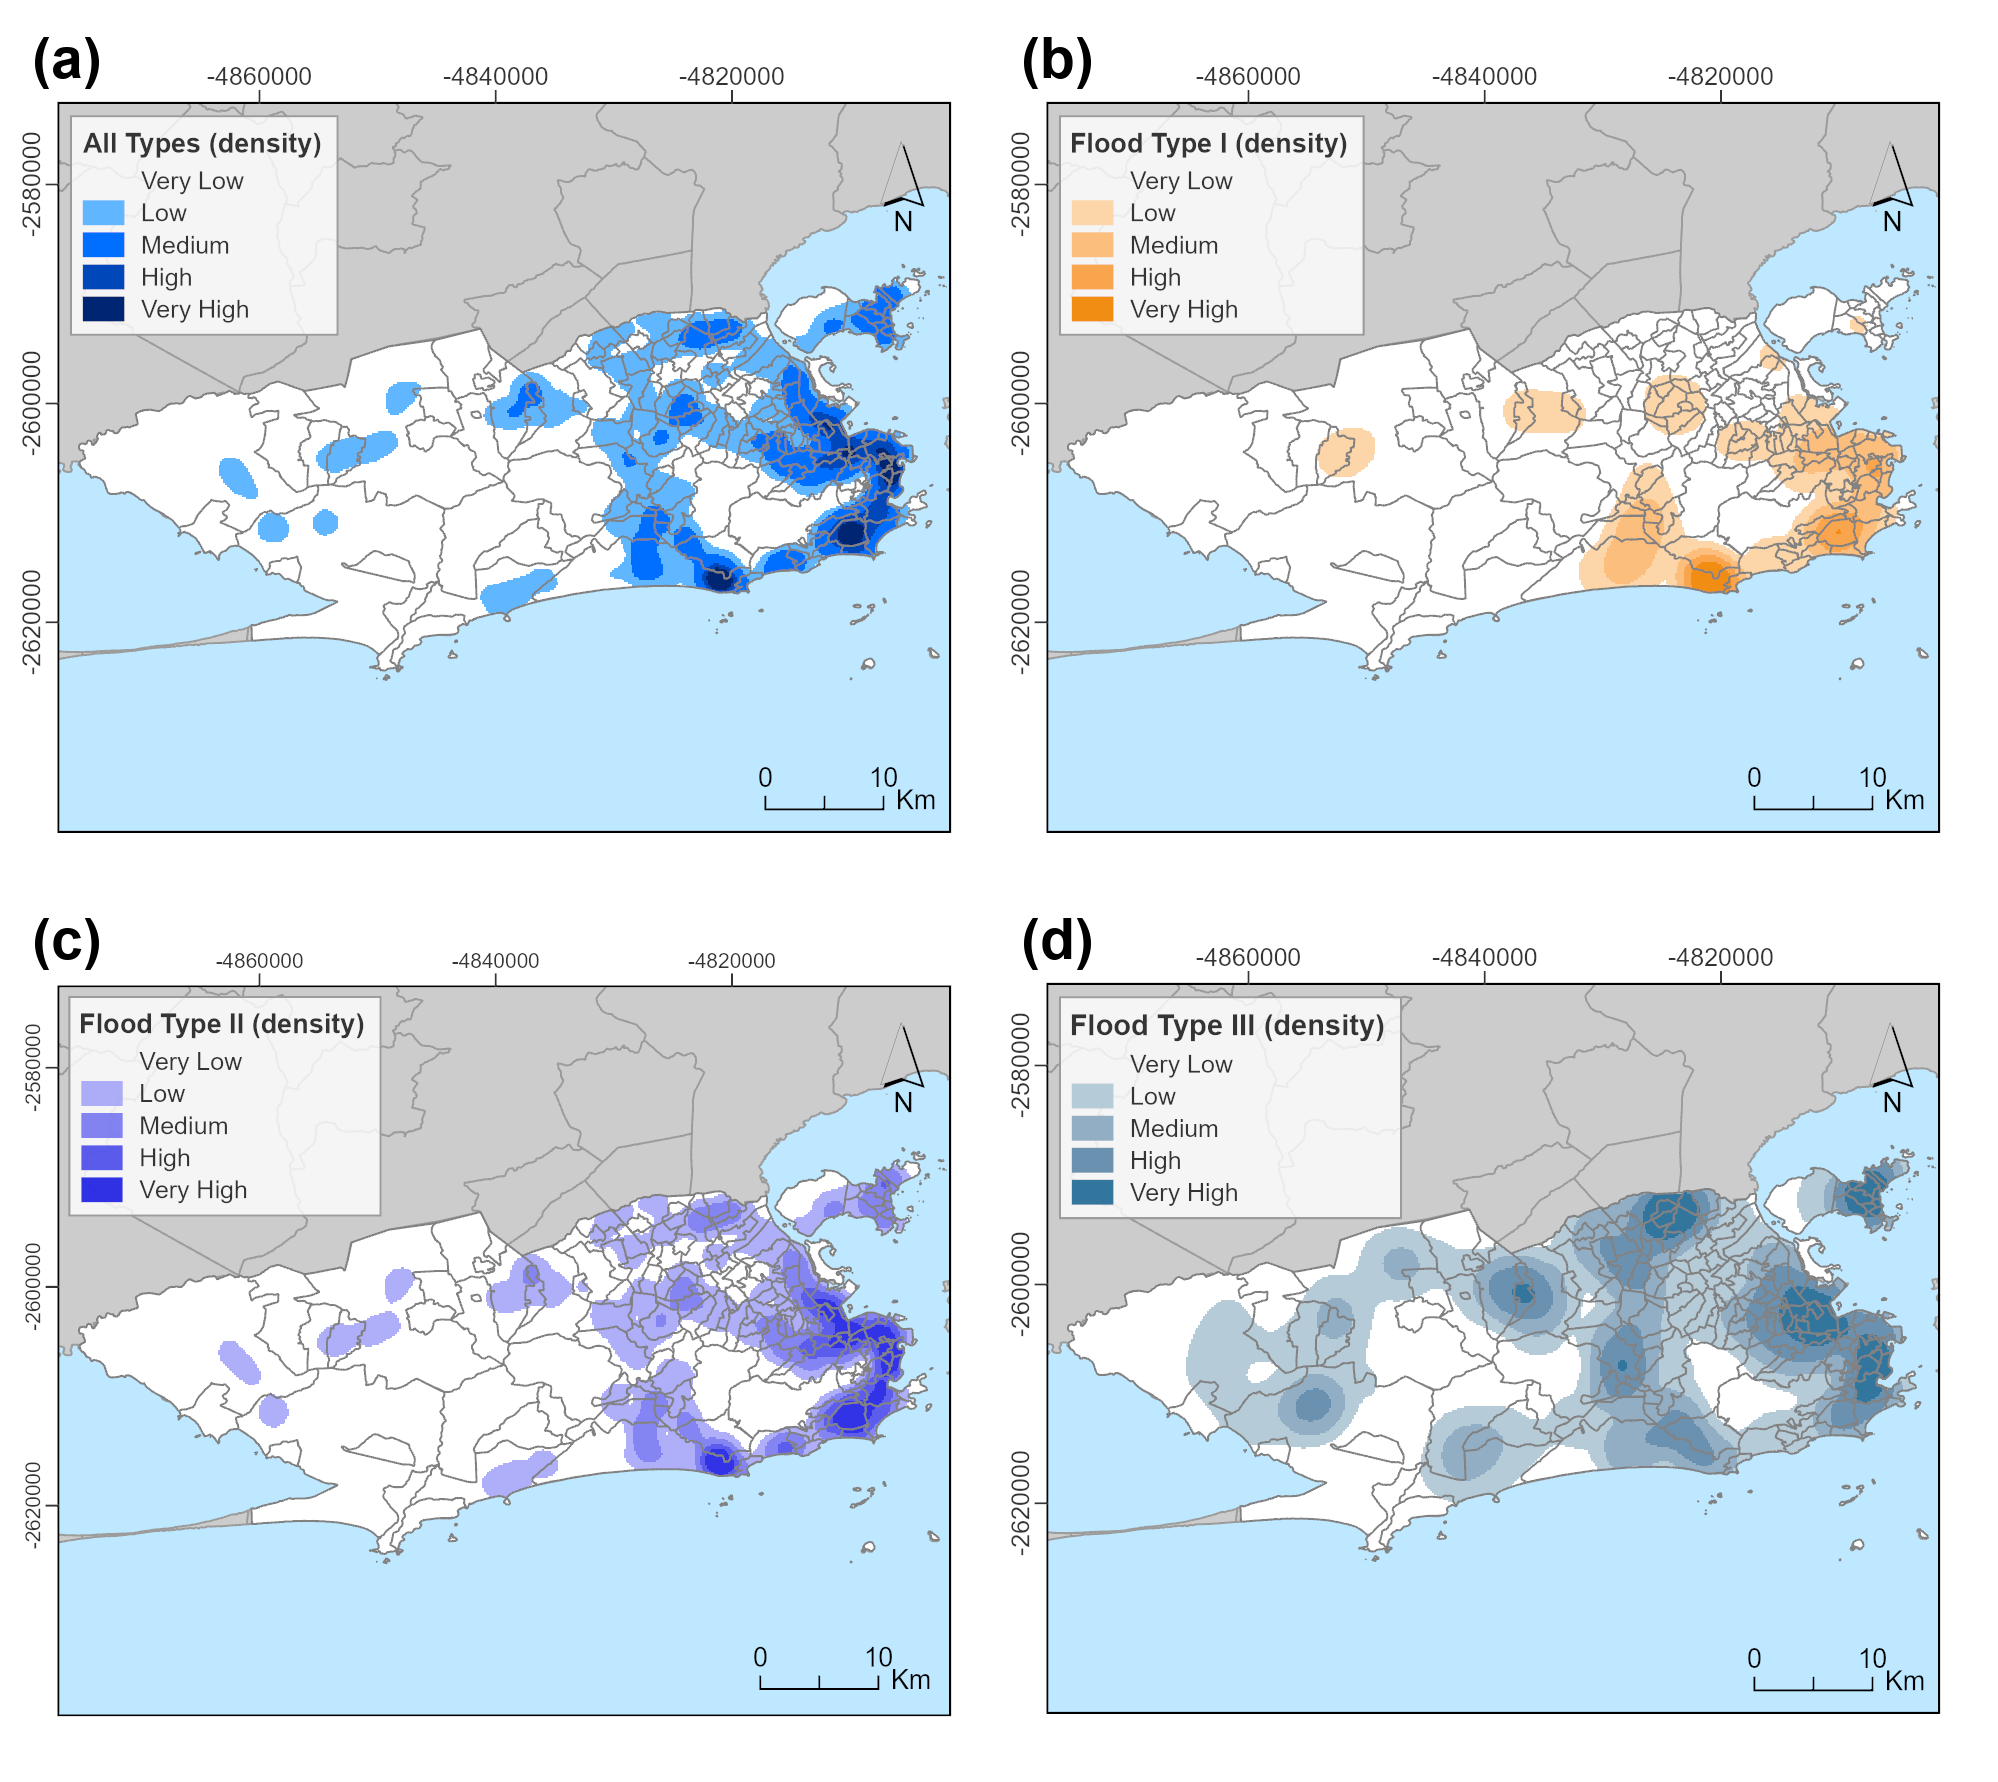 (a)
-4860000 -4840000 -4820000
-2580000
-2600000
-2620000
All Types (density)
Very Low
Low
Medium
High
Very High
N
0 10
Km
(b)
-4860000 -4840000 -4820000
-2580000
-2600000
-2620000
Flood Type I (density)
Very Low
Low
Medium
High
Very High
N
0 10
Km
(c)
-4860000 -4840000 -4820000
-2580000
-2600000
-2620000
Flood Type II (density)
Very Low
Low
Medium
High
Very High
N
0 10
Km
(d)
-4860000 -4840000 -4820000
-2580000
-2600000
-2620000
Flood Type III (density)
Very Low
Low
Medium
High
Very High
N
0 10
Km